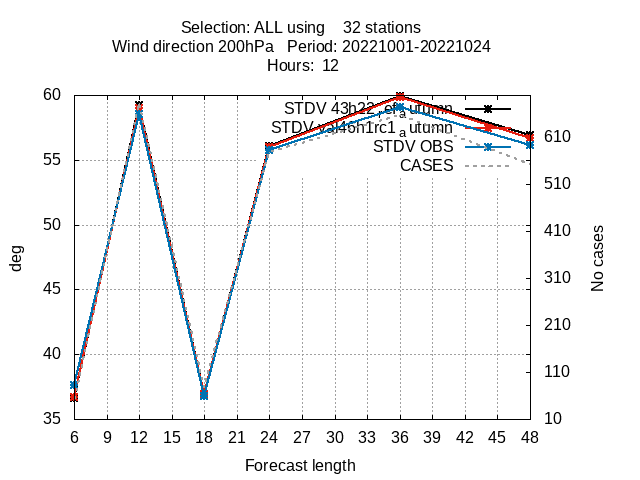 Selection: ALL using    32 stations
Wind direction 200hPa   Period: 20221001-20221024
Hours:  12
60
55
50
45
40
35
deg
STDV OBS
CASES
610
510
410
310
210
110
10
No cases
6 9 12 15 18 21 24 27 30 33 36 39 42 45 48
Forecast length